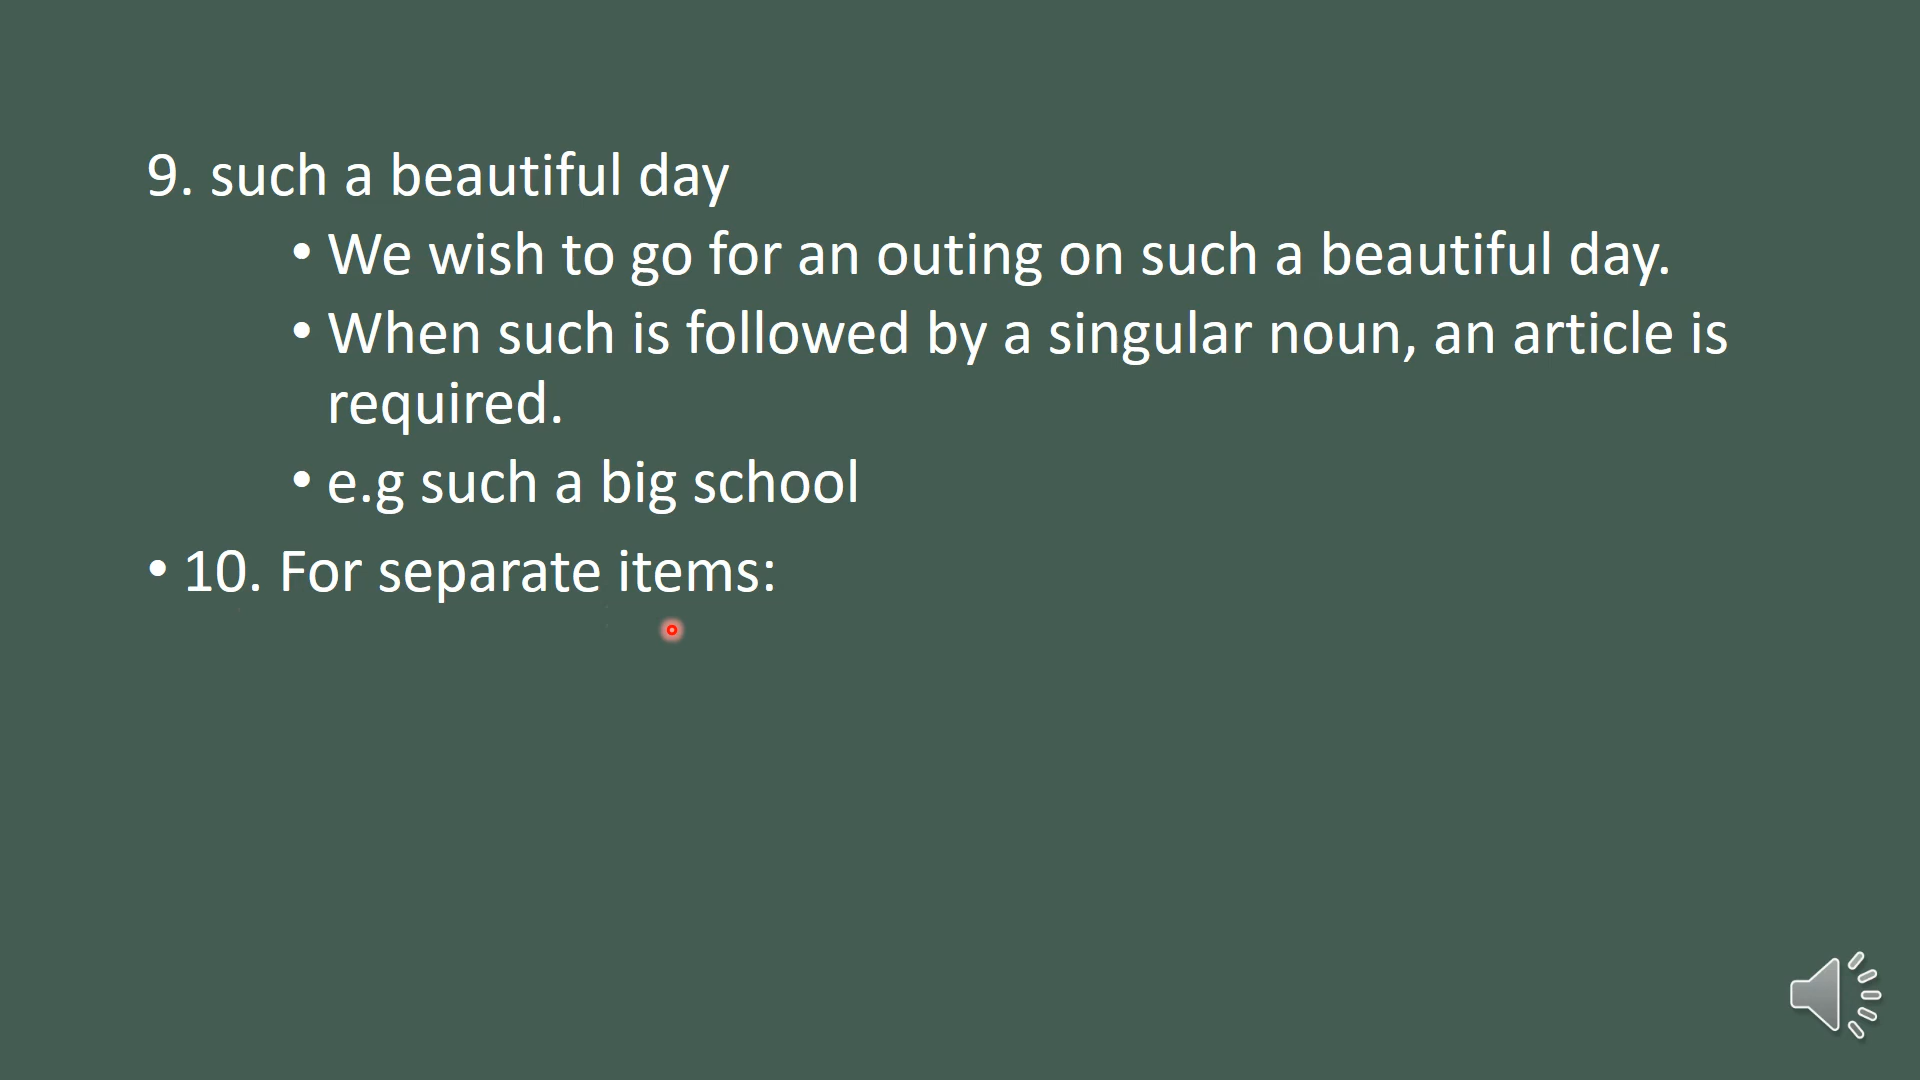 9. such a beautiful day
• We wish to go for an outing on such a beautiful day.
• When such is followed by a singular noun, an article is
required.
• e.g such a big school
• 10. For separate items: